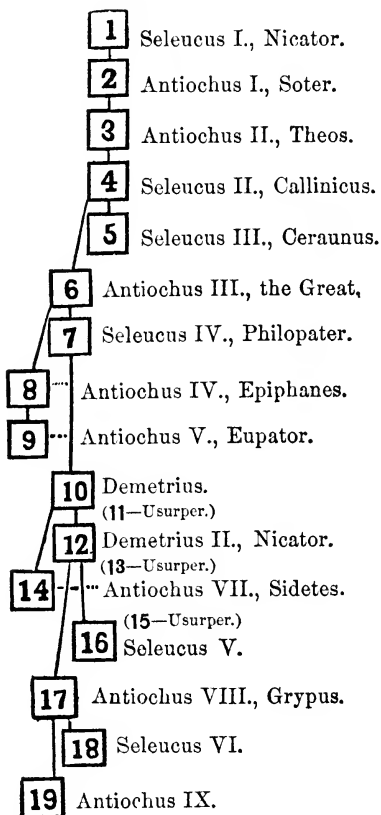 1 Seleucus I., Nicator.
2 Antiochus I., Soter.
3 Antiochus II., Theos.
4 Seleucus II., Callinicus.
5 Seleucus III., Ceraunus.
6 Antiochus III., the Great,
7 Seleucus IV., Philopater.
8 Antiochus IV., Epiphanes.
9 Antiochus V., Eupator.
10 Demetrius.
(11—Usurper.)
12 Demetrius II., Nicator.
(13—Usurper.)
14 Antiochus VII., Sidetes.
(15—Usurper.)
16 Seleucus V.
17 Antiochus VIII., Grypus.
18 Seleucus VI.
19 Antiochus IX.